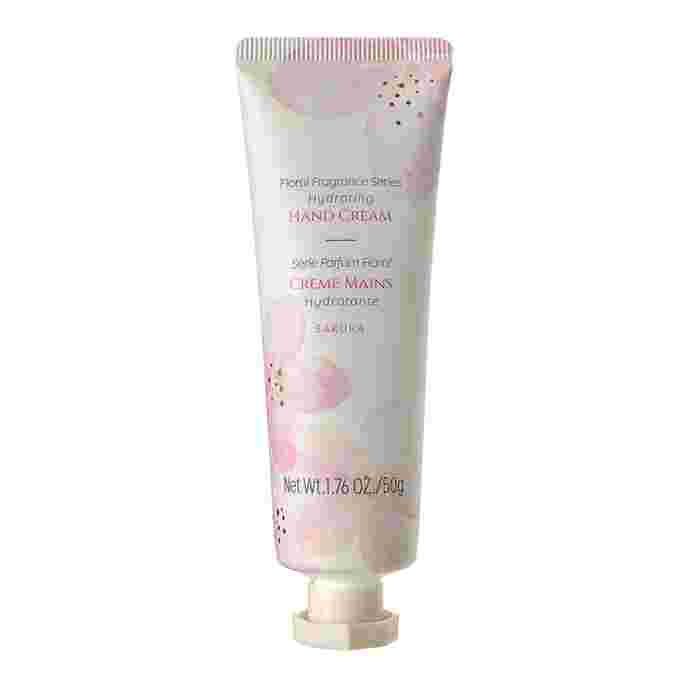 Floral Fragrance Series
Hydrating
HAND CREAM
Série Parfum Floral
CRÈME MAINS
Hydratante
SAKURA
Net Wt.1.76 OZ./50g